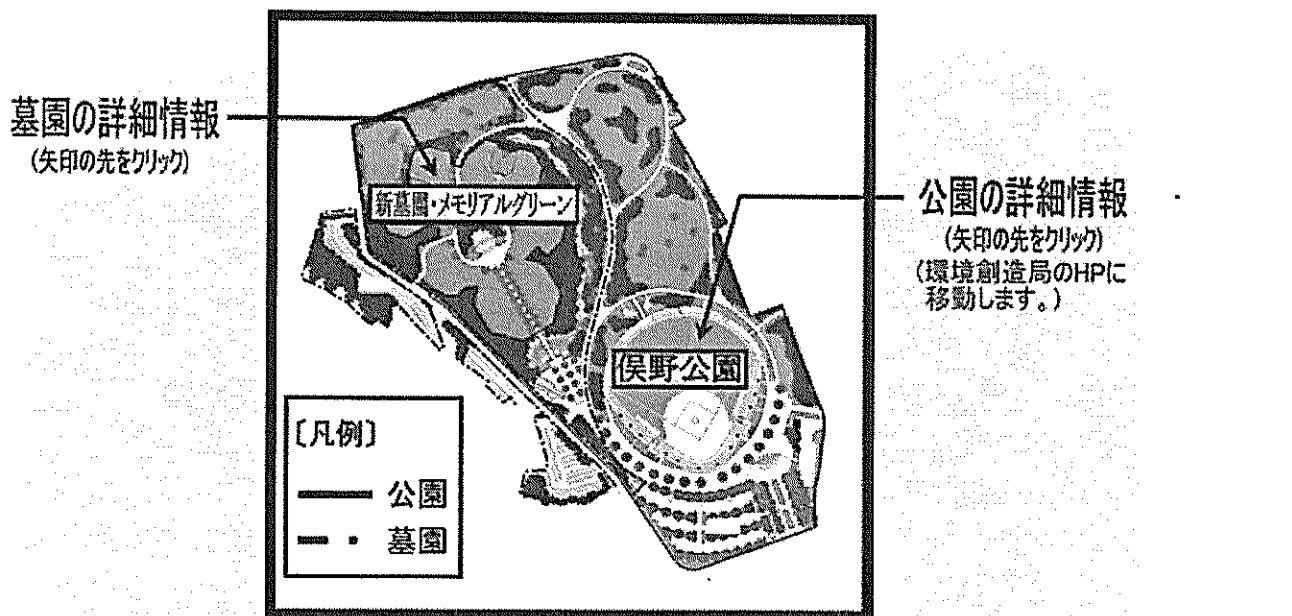 墓園の詳細情報
(矢印の先をクリック)
新墓園・メモリアルグリーン
公園の詳細情報
(矢印の先をクリック)
(環境創造局のHPに
移動します。)
俣野公園
〔凡例〕
公園
墓園